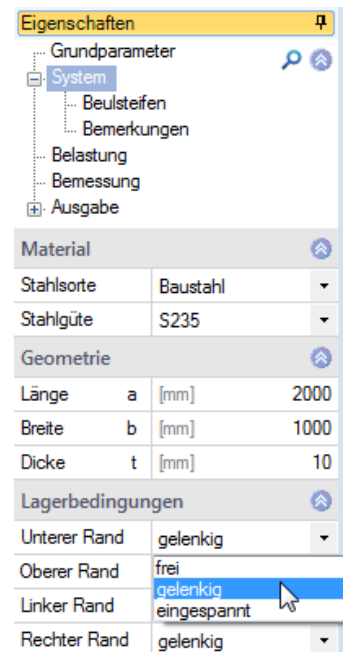 Eigenschaften
Grundparameter
System
Beulsteifen
Bemerkungen
Belastung
Bemessung
Ausgabe
Material
Stahlsorte Baustahl
Stahlgüte S235
Geometrie
Länge a [mm] 2000
Breite b [mm] 1000
Dicke t [mm] 10
Lagerbedingungen
Unterer Rand gelenkig
Oberer Rand frei
gelenkig
Linker Rand eingespannt
Rechter Rand gelenkig